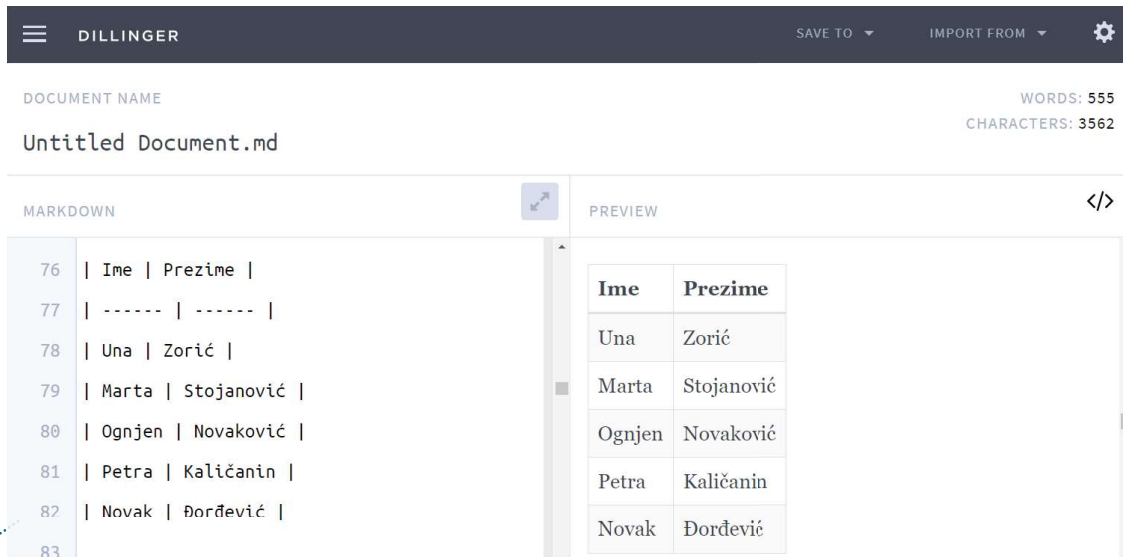 DILLINGER SAVE TO IMPORT FROM
DOCUMENT NAME WORDS: 555
CHARACTERS: 3562
Untitled Document.md
MARKDOWN PREVIEW </>
76 | Ime | Prezime |
77 | ------ | ------ |
78 | Una | Zorić |
79 | Marta | Stojanović |
80 | Ognjen | Novaković |
81 | Petra | Kaličanin |
82 | Novak | Đorđević |
83
Ime Prezime
Una Zorić
Marta Stojanović
Ognjen Novaković
Petra Kaličanin
Novak Đorđević